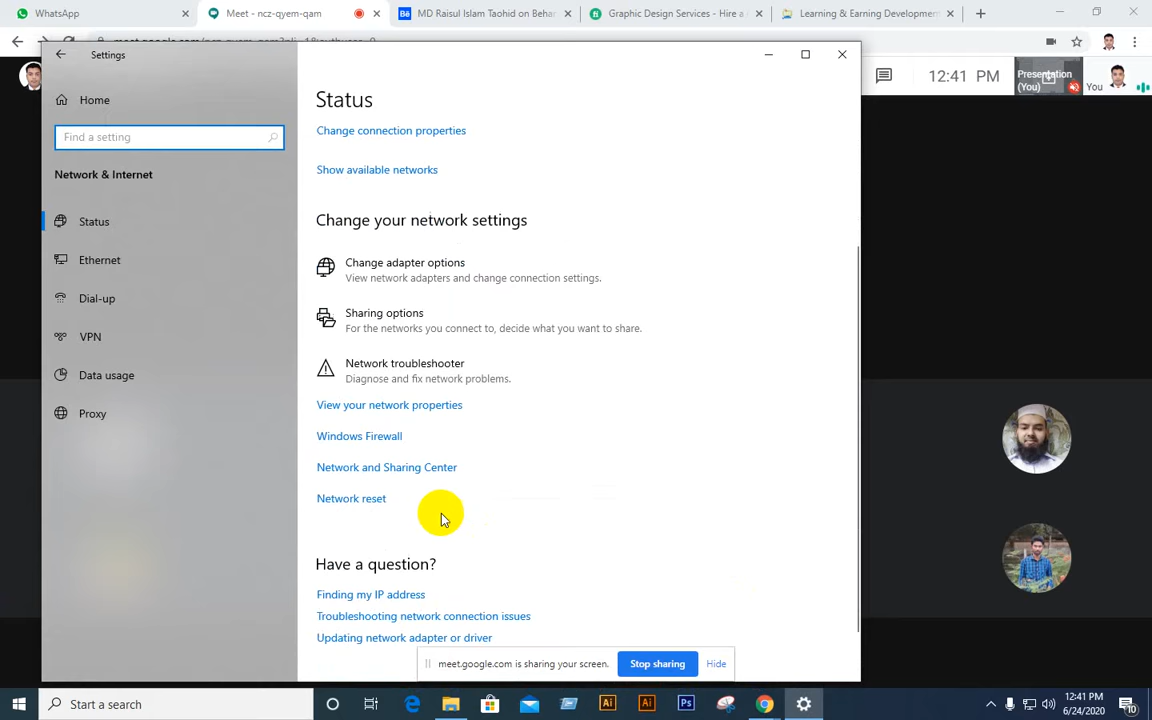 WhatsApp
Meet - ncz-qyem-qam
MD Raisul Islam Taohid on Behan
Graphic Design Services - Hire a
Learning & Earning Developmen
Settings
Home
Find a setting
Network & Internet
Status
Ethernet
Dial-up
VPN
Data usage
Proxy
Status
Change connection properties
Show available networks
Change your network settings
Change adapter options
View network adapters and change connection settings.
Sharing options
For the networks you connect to, decide what you want to share.
Network troubleshooter
Diagnose and fix network problems.
View your network properties
Windows Firewall
Network and Sharing Center
Network reset
Have a question?
Finding my IP address
Troubleshooting network connection issues
Updating network adapter or driver
12:41 PM
Presentation
(You)
You
meet.google.com is sharing your screen.
Stop sharing
Hide
Start a search
12:41 PM
6/24/2020
10